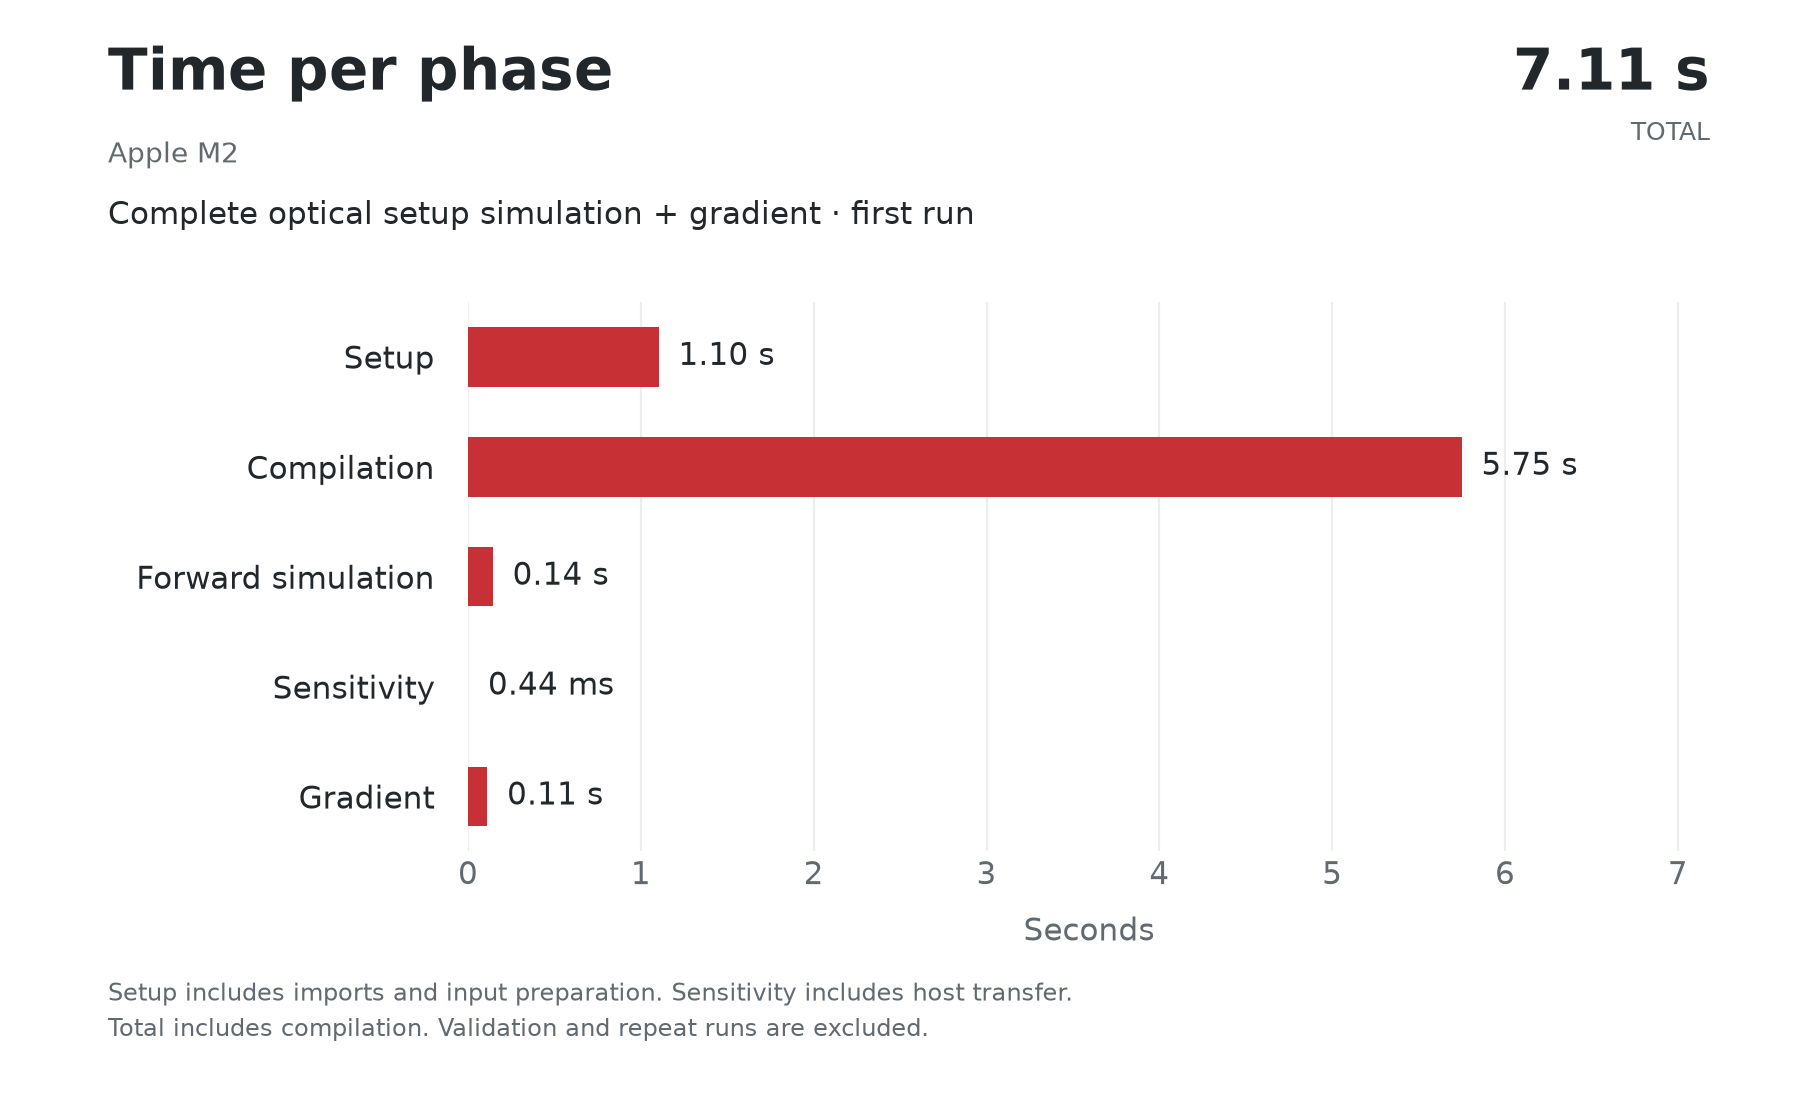 Time per phase
7.11 s
TOTAL
Apple M2
Complete optical setup simulation + gradient · first run
Setup
1.10 s
Compilation
5.75 s
Forward simulation
0.14 s
Sensitivity
0.44 ms
Gradient
0.11 s
0 1 2 3 4 5 6 7
Seconds
Setup includes imports and input preparation. Sensitivity includes host transfer.
Total includes compilation. Validation and repeat runs are excluded.